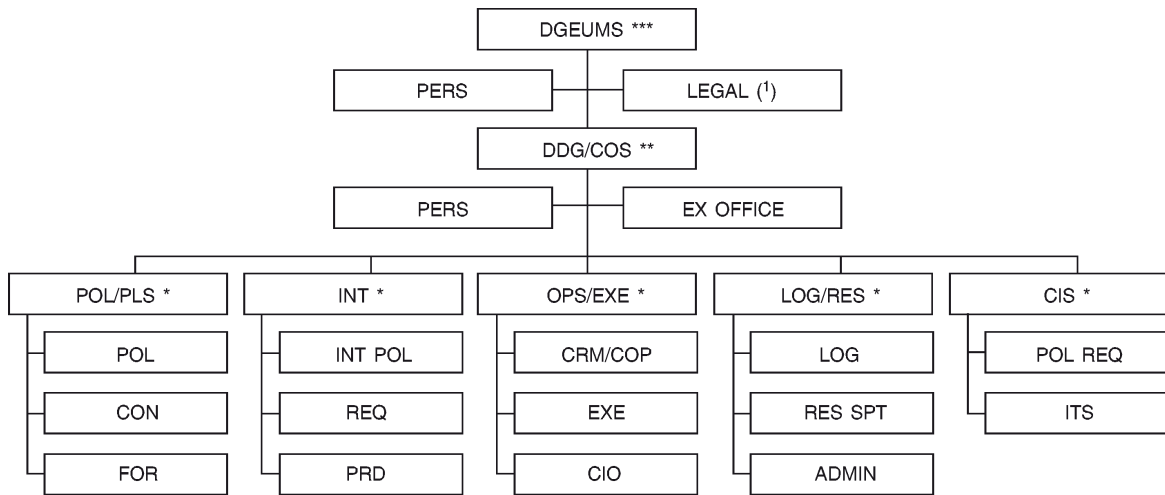 DGEUMS ***
PERS
LEGAL (¹)
DDG/COS **
PERS
EX OFFICE
POL/PLS *
INT *
OPS/EXE *
LOG/RES *
CIS *
POL
INT POL
CRM/COP
LOG
POL REQ
CON
REQ
EXE
RES SPT
ITS
FOR
PRD
CIO
ADMIN